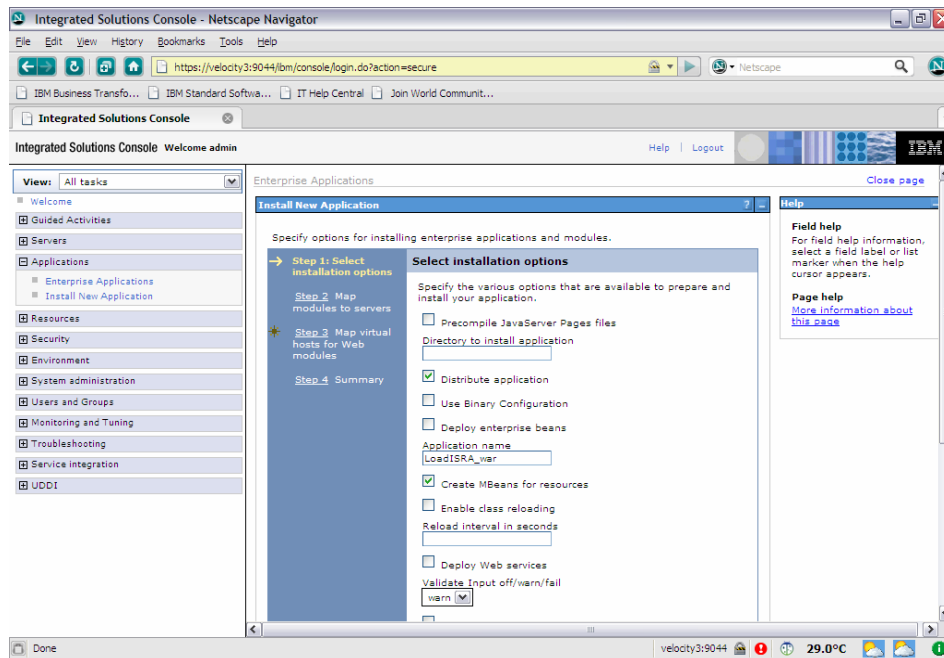 Integrated Solutions Console - Netscape Navigator
File Edit View History Bookmarks Tools Help
https://velocity3:9044/ibm/console/login.do?action=secure
Netscape
IBM Business Transfo... IBM Standard Softwa... IT Help Central Join World Communit...
Integrated Solutions Console
Integrated Solutions Console Welcome admin
Help | Logout
IBM
View: All tasks
Welcome
Guided Activities
Servers
Applications
Enterprise Applications
Install New Application
Resources
Security
Environment
System administration
Users and Groups
Monitoring and Tuning
Troubleshooting
Service integration
UDDI
Enterprise Applications
Close page
Install New Application ? –
Specify options for installing enterprise applications and modules.
Step 1: Select
installation options
Step 2 Map
modules to servers
Step 3 Map virtual
hosts for Web
modules
Step 4 Summary
Select installation options
Specify the various options that are available to prepare and
install your application.
Precompile JavaServer Pages files
Directory to install application
Distribute application
Use Binary Configuration
Deploy enterprise beans
Application name
LoadISRA_war
Create MBeans for resources
Enable class reloading
Reload interval in seconds
Deploy Web services
Validate Input off/warn/fail
warn
Help
Field help
For field help information,
select a field label or list
marker when the help
cursor appears.
Page help
More information about
this page
Done
velocity3:9044
29.0°C